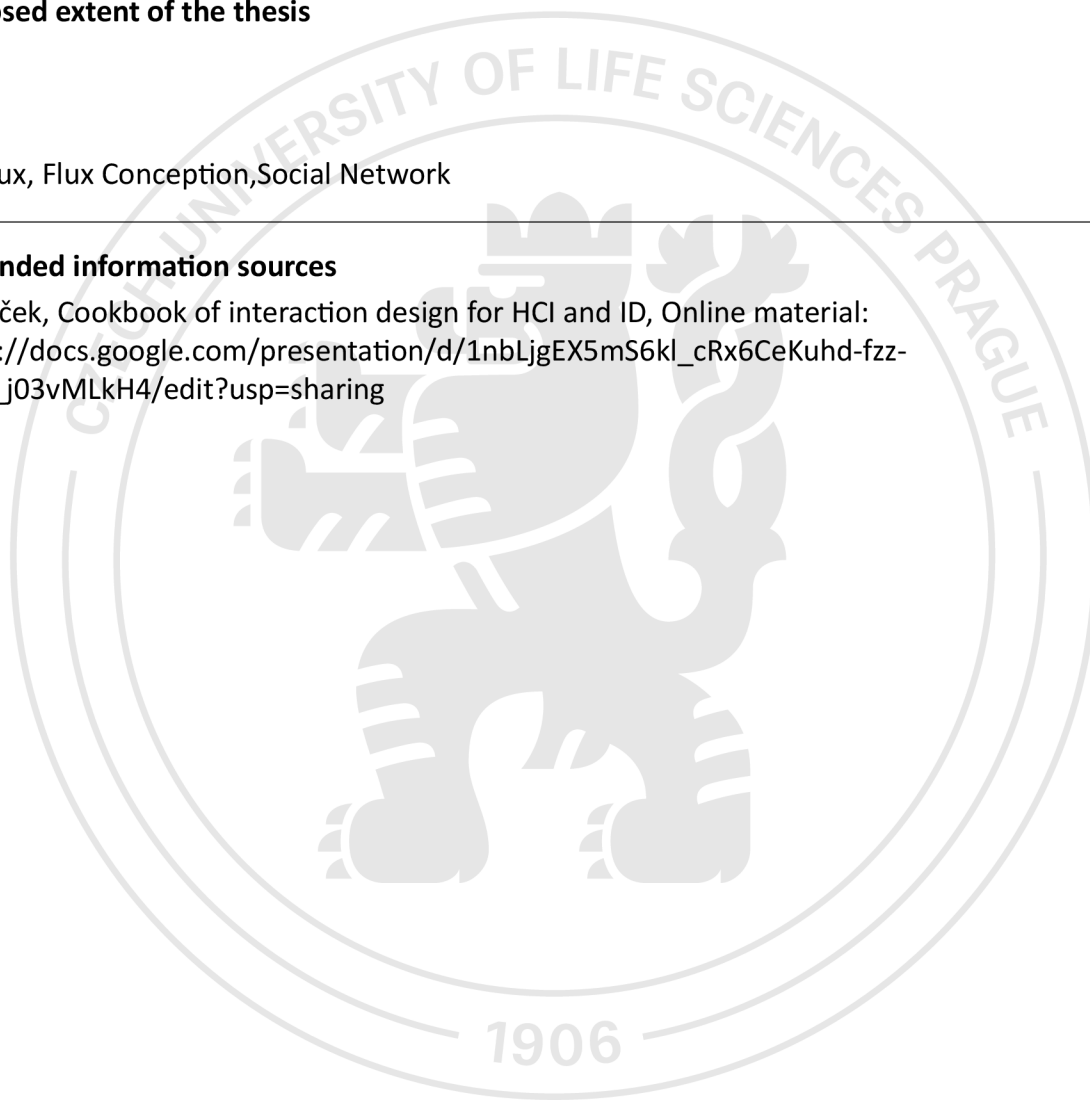 osed extent of the thesis
ux, Flux Conception,Social Network
nded information sources
ček, Cookbook of interaction design for HCI and ID, Online material:
://docs.google.com/presentation/d/1nbLjgEX5mS6kl_cRx6CeKuhd-fzz-
_j03vMLkH4/edit?usp=sharing
CZECH UNIVERSITY OF LIFE SCIENCES PRAGUE
1906